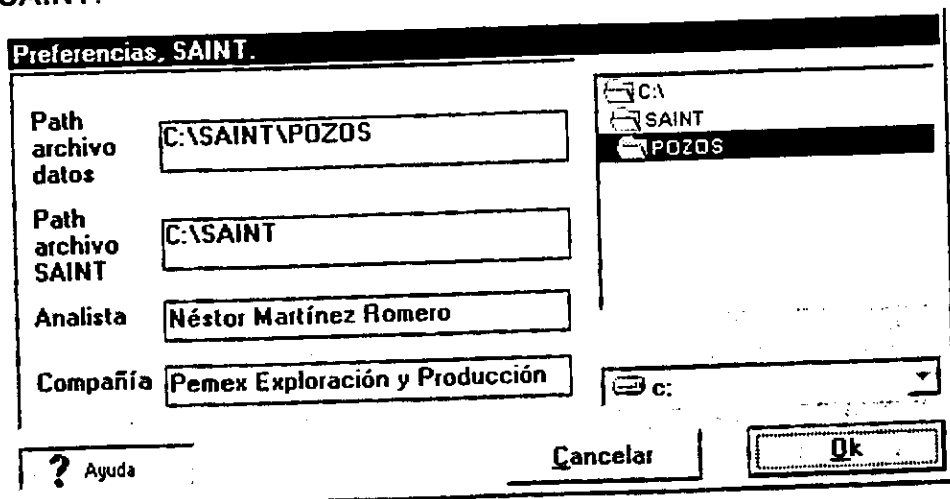 SAINT.
Preferencias, SAINT.
Path
archivo
datos
C:\SAINT\POZOS
Path
archivo
SAINT
C:\SAINT
Analista
Néstor Martínez Romero
Compañía
Pemex Exploración y Producción
C:\
SAINT
POZOS
c:
? Ayuda
Cancelar
Ok